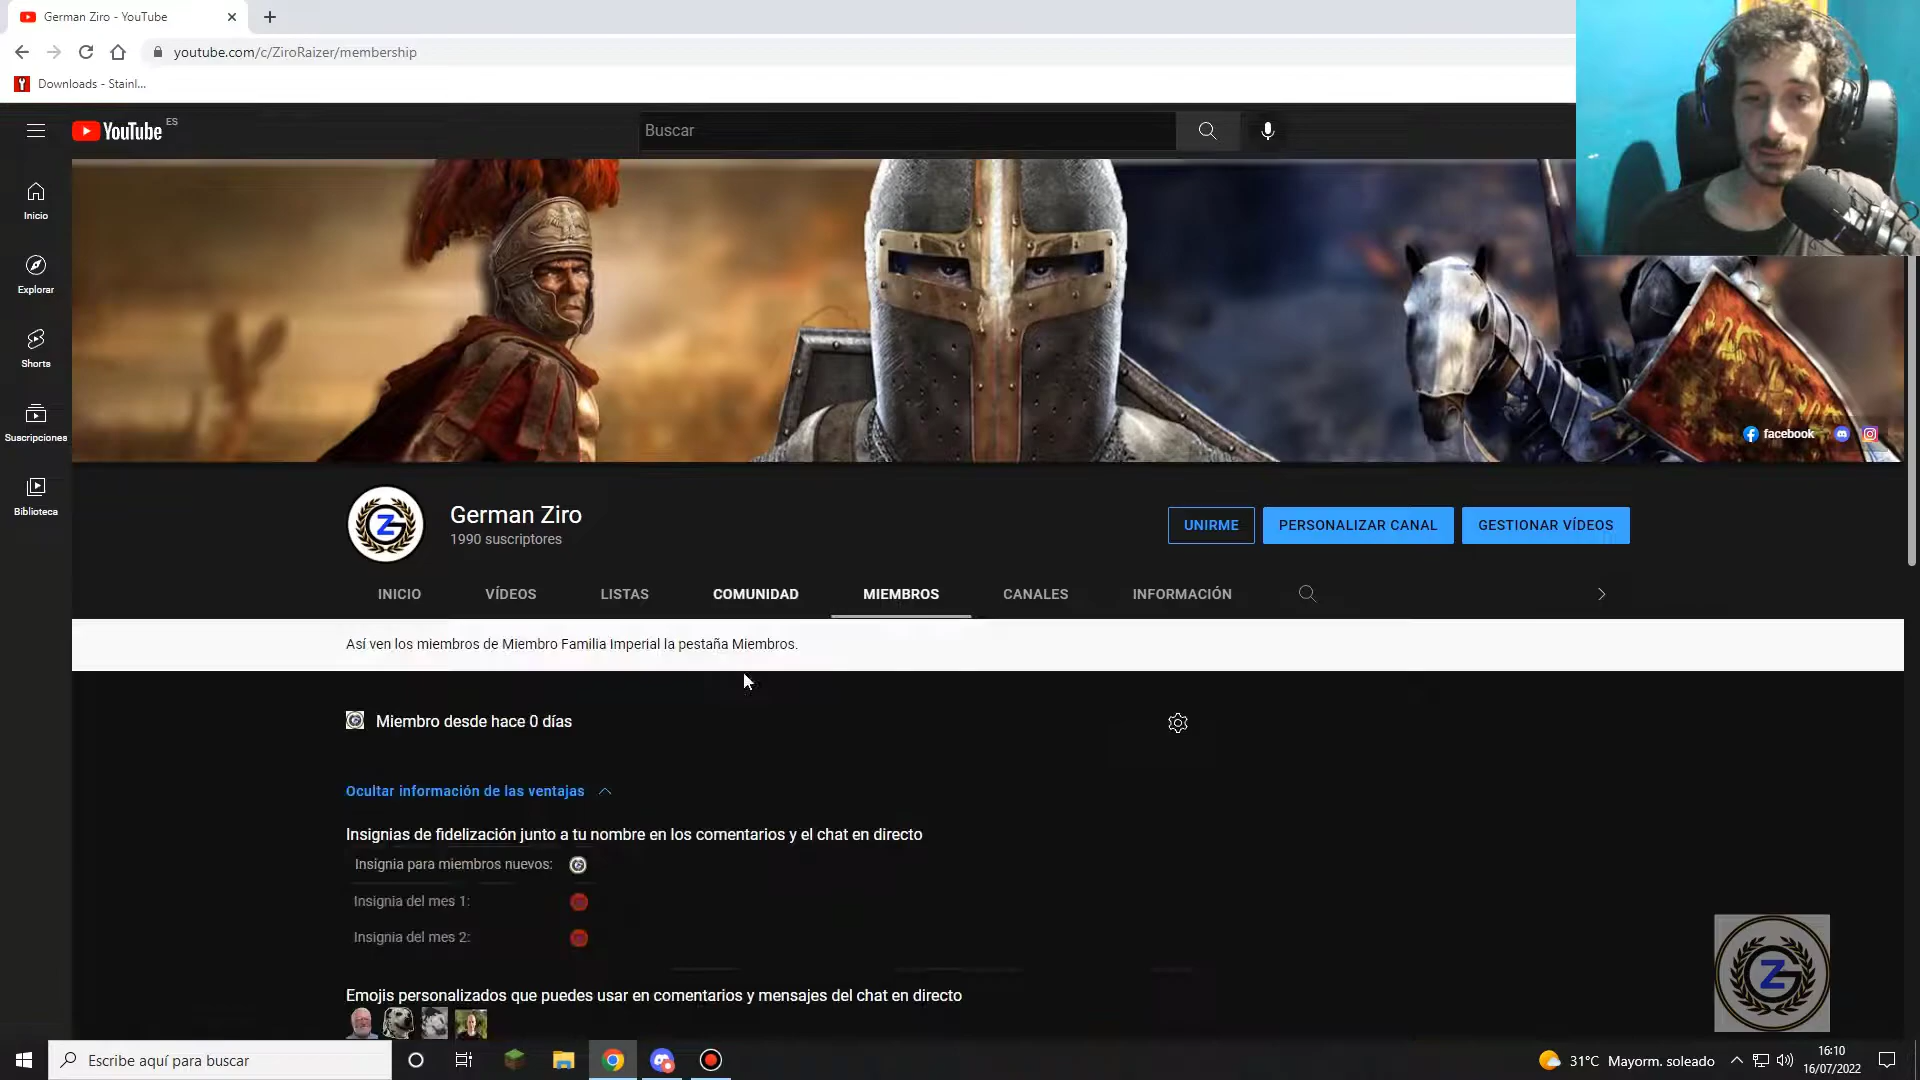 German Ziro - YouTube
youtube.com/c/ZiroRaizer/membership
Downloads - Stainl...
YouTube ES
Buscar
Inicio
Explorar
Shorts
Suscripciones
Biblioteca
facebook
German Ziro
1990 suscriptores
UNIRME
PERSONALIZAR CANAL
GESTIONAR VÍDEOS
INICIO
VÍDEOS
LISTAS
COMUNIDAD
MIEMBROS
CANALES
INFORMACIÓN
Así ven los miembros de Miembro Familia Imperial la pestaña Miembros.
Miembro desde hace 0 días
Ocultar información de las ventajas
Insignias de fidelización junto a tu nombre en los comentarios y el chat en directo
Insignia para miembros nuevos:
Insignia del mes 1:
Insignia del mes 2:
Emojis personalizados que puedes usar en comentarios y mensajes del chat en directo
Escribe aquí para buscar
31°C Mayorm. soleado
16:10
16/07/2022